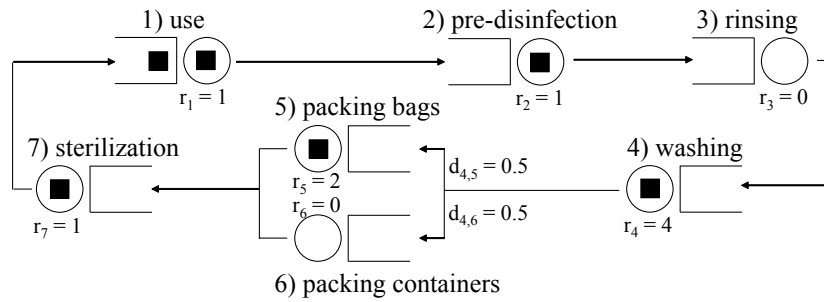 1) use
2) pre-disinfection
3) rinsing
r₁ = 1
r₂ = 1
r₃ = 0
5) packing bags
7) sterilization
4) washing
d₄,₅ = 0.5
r₅ = 2
r₆ = 0
d₄,₆ = 0.5
r₇ = 1
r₄ = 4
6) packing containers